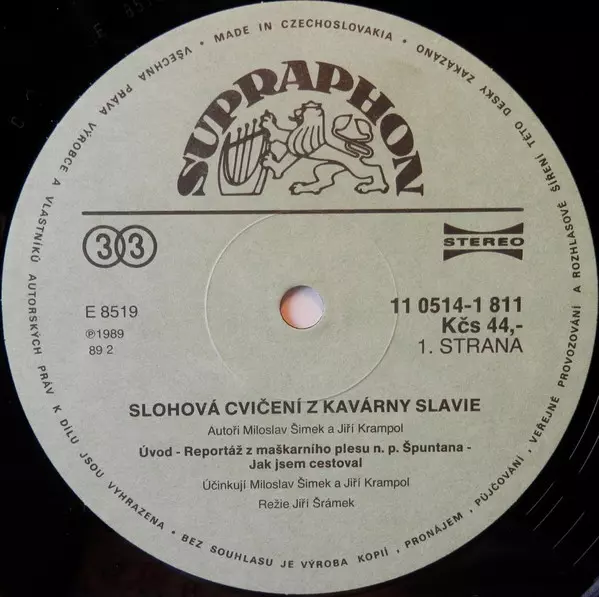 VŠECHNA PRÁVA VÝROBCE A VLASTNÍKŮ AUTORSKÝCH PRÁV K DÍLU JSOU VYHRAZENA • BEZ SOUHLASU JE VÝROBA KOPIÍ , PRONÁJEM , PŮJČOVÁNÍ , VEŘEJNÉ PROVOZOVÁNÍ A ROZHLASOVÉ ŠÍŘENÍ TÉTO DESKY ZAKÁZÁNO • MADE IN CZECHOSLOVAKIA •
SUPRAPHON
33
STEREO
E 8519
℗1989
89 2
11 0514-1 811
Kčs 44,-
1. STRANA
SLOHOVÁ CVIČENÍ Z KAVÁRNY SLAVIE
Autoři Miloslav Šimek a Jiří Krampol
Úvod - Reportáž z maškarního plesu n. p. Špuntana -
Jak jsem cestoval
Účinkují Miloslav Šimek a Jiří Krampol
Režie Jiří Šrámek